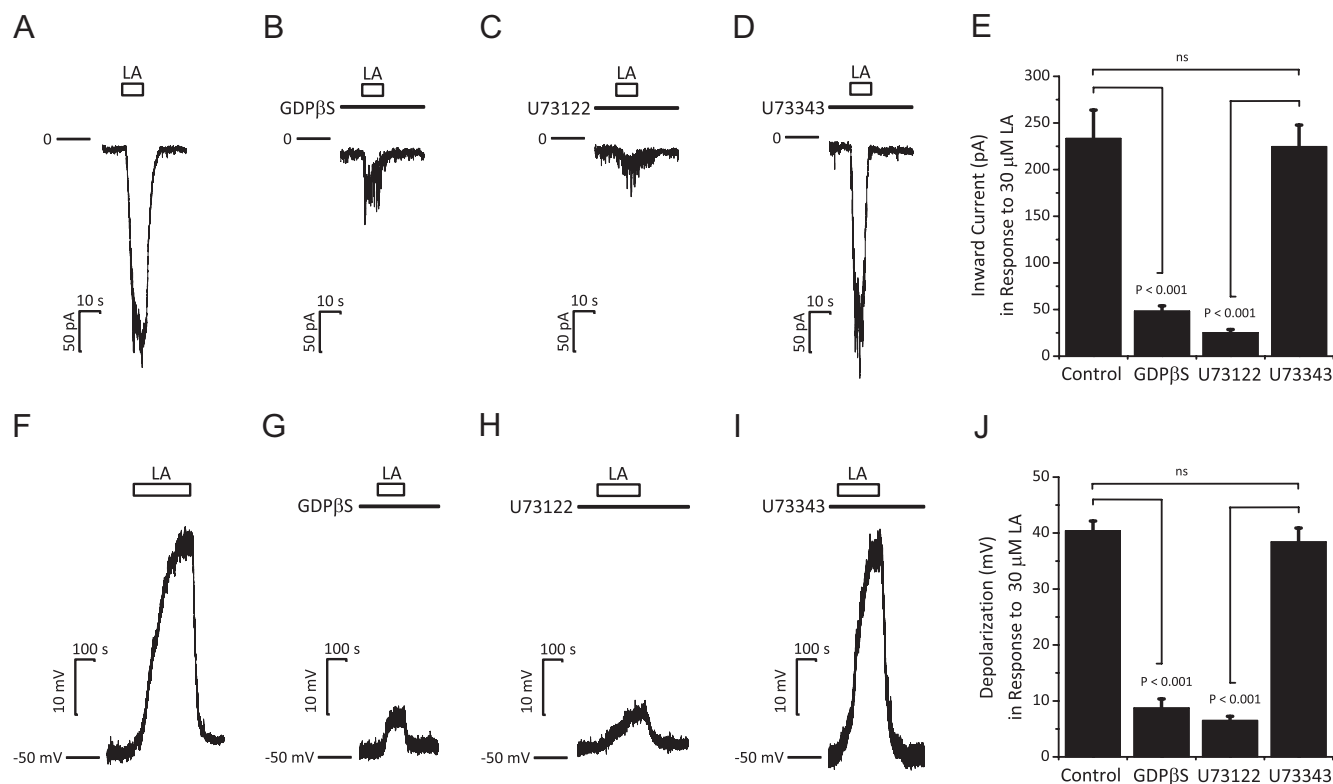 A
B
C
D
E
LA
LA
GDPβS
LA
U73122
LA
U73343
0
0
0
0
10 s
50 pA
10 s
50 pA
10 s
50 pA
10 s
50 pA
Inward Current (pA)
in Response to 30 μM LA
300
250
200
150
100
50
0
ns
P < 0.001
P < 0.001
Control
GDPβS
U73122
U73343
F
G
H
I
J
LA
LA
GDPβS
LA
U73122
LA
U73343
100 s
10 mV
100 s
10 mV
100 s
10 mV
100 s
10 mV
-50 mV
-50 mV
-50 mV
-50 mV
Depolarization (mV)
in Response to 30 μM LA
50
40
30
20
10
0
ns
P < 0.001
P < 0.001
Control
GDPβS
U73122
U73343